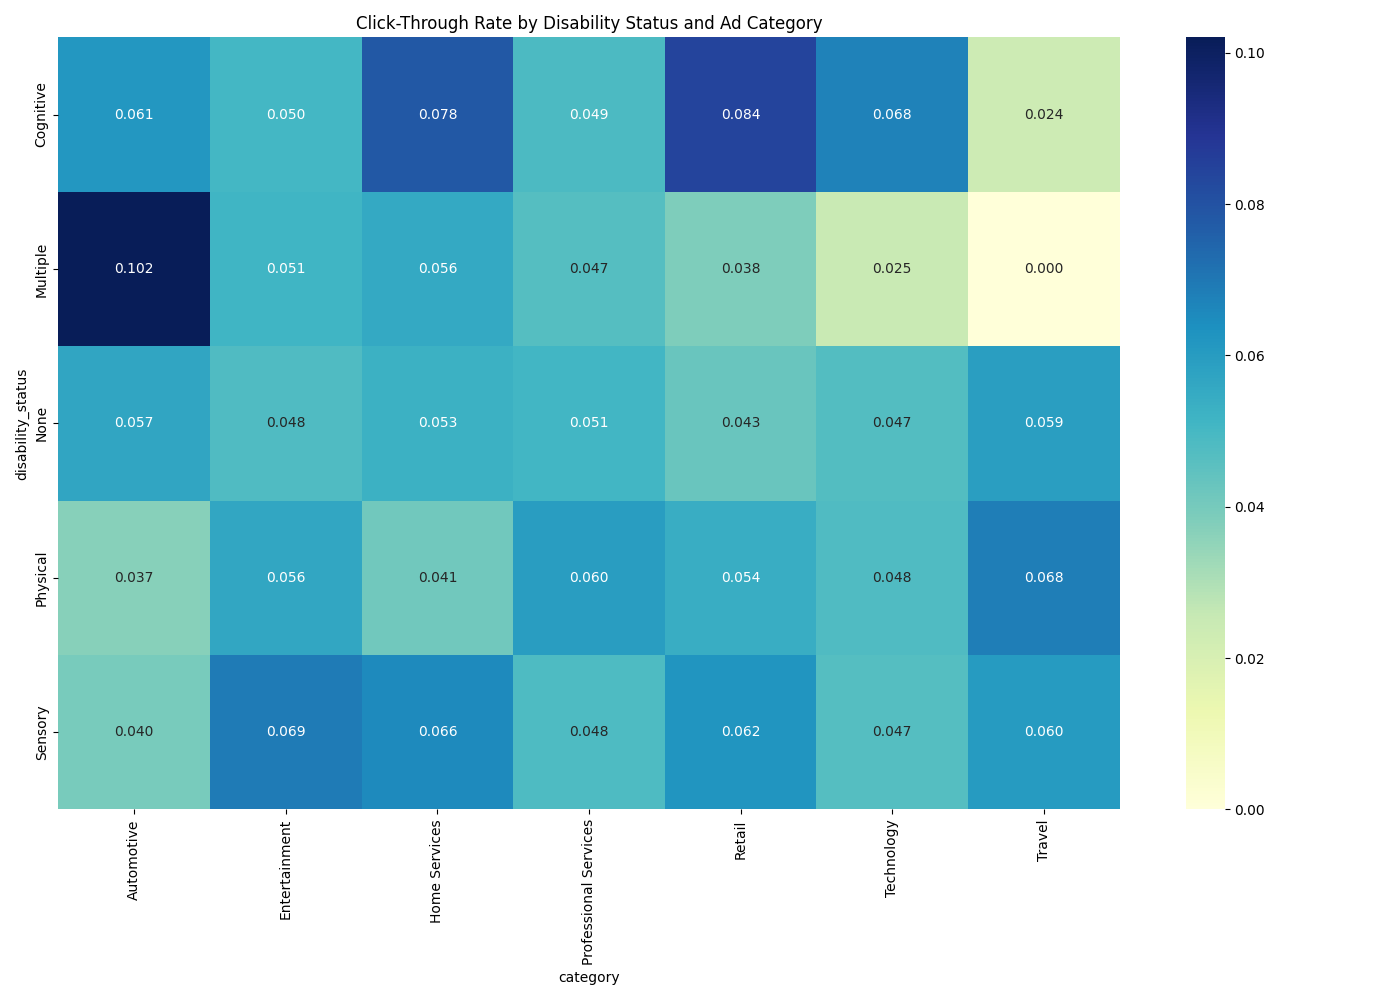 Click-Through Rate by Disability Status and Ad Category
disability_status
Cognitive
0.061 0.050 0.078 0.049 0.084 0.068 0.024
Multiple
0.102 0.051 0.056 0.047 0.038 0.025 0.000
None
0.057 0.048 0.053 0.051 0.043 0.047 0.059
Physical
0.037 0.056 0.041 0.060 0.054 0.048 0.068
Sensory
0.040 0.069 0.066 0.048 0.062 0.047 0.060
Automotive
Entertainment
Home Services
Professional Services
Retail
Technology
Travel
category
0.10
0.08
0.06
0.04
0.02
0.00